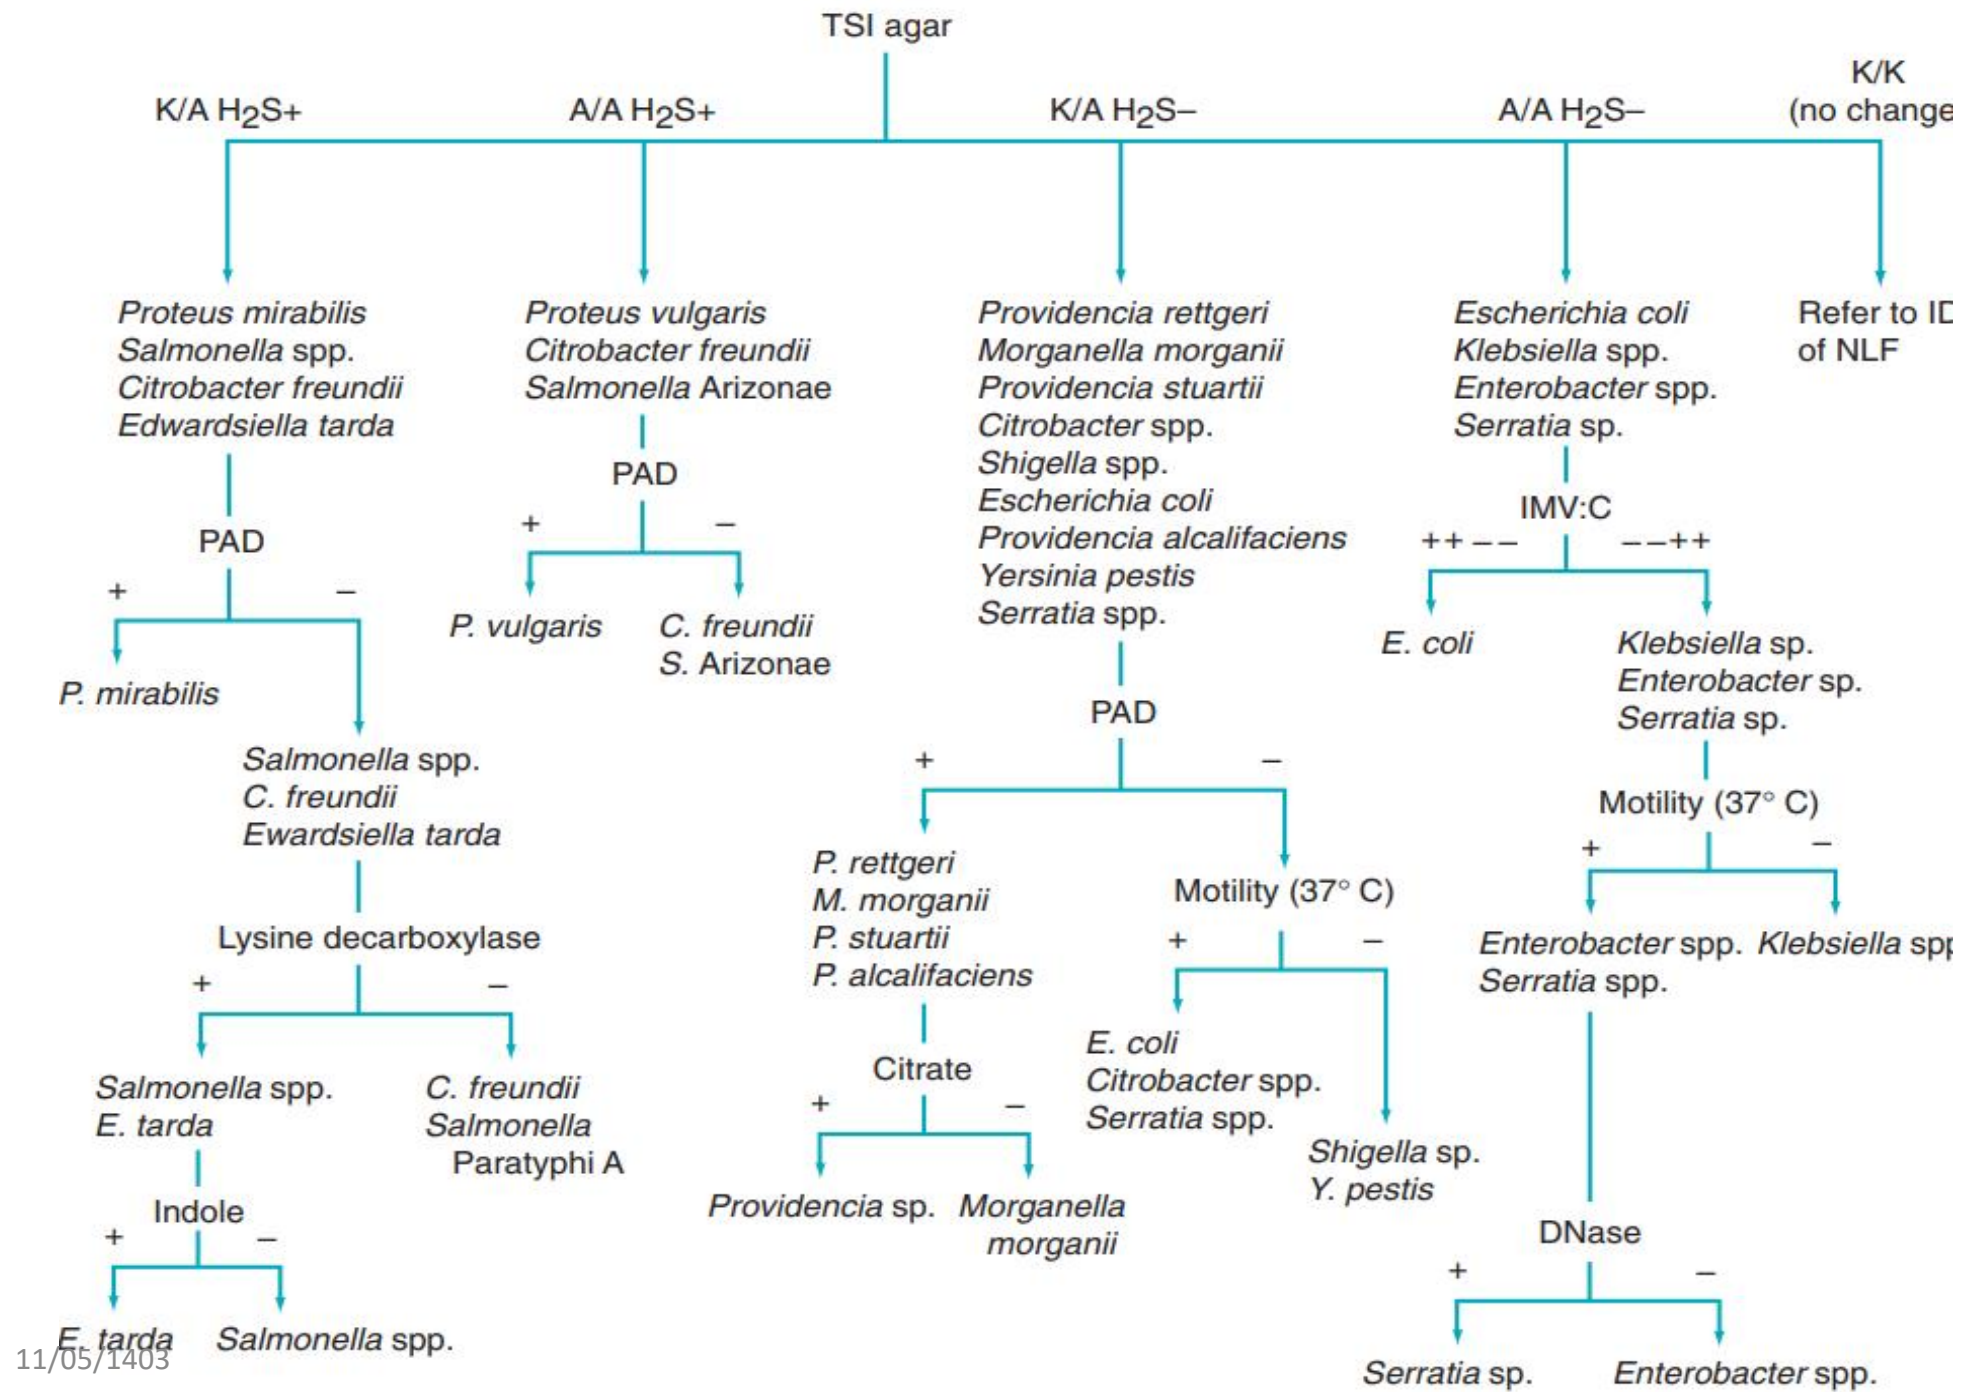 TSI agar
K/A H2S+
A/A H2S+
K/A H2S–
A/A H2S–
K/K
(no change
Proteus mirabilis
Salmonella spp.
Citrobacter freundii
Edwardsiella tarda
PAD
+ –
P. mirabilis
Salmonella spp.
C. freundii
Ewardsiella tarda
Lysine decarboxylase
+ –
Salmonella spp.
E. tarda
C. freundii
Salmonella
Paratyphi A
Indole
+ –
E. tarda
Salmonella spp.
Proteus vulgaris
Citrobacter freundii
Salmonella Arizonae
PAD
+ –
P. vulgaris
C. freundii
S. Arizonae
Providencia rettgeri
Morganella morganii
Providencia stuartii
Citrobacter spp.
Shigella spp.
Escherichia coli
Providencia alcalifaciens
Yersinia pestis
Serratia spp.
PAD
+ –
P. rettgeri
M. morganii
P. stuartii
P. alcalifaciens
Citrate
+ –
Providencia sp.
Morganella
morganii
Motility (37° C)
+ –
E. coli
Citrobacter spp.
Serratia spp.
Shigella sp.
Y. pestis
Escherichia coli
Klebsiella spp.
Enterobacter spp.
Serratia sp.
IMV:C
++–– ––++
E. coli
Klebsiella sp.
Enterobacter sp.
Serratia sp.
Motility (37° C)
+ –
Enterobacter spp.
Serratia spp.
Klebsiella spp
DNase
+ –
Serratia sp.
Enterobacter spp.
Refer to ID
of NLF
11/05/1403